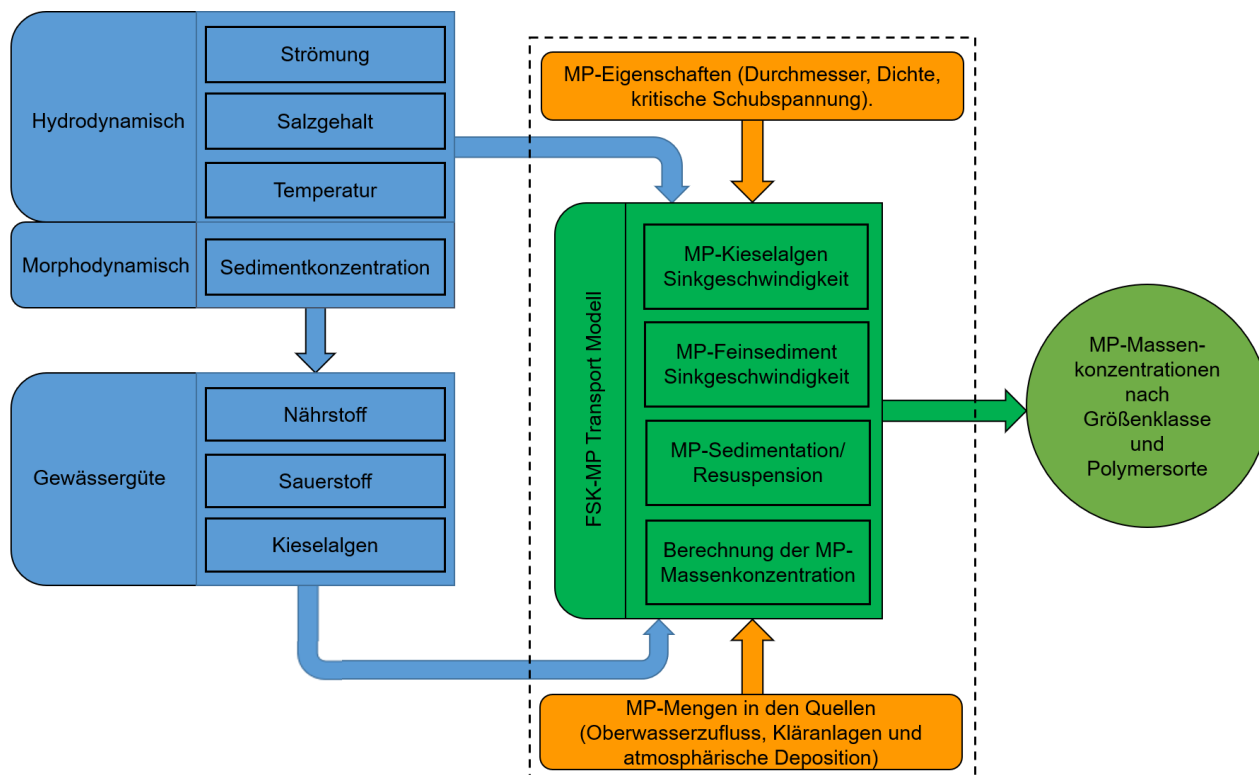 Hydrodynamisch
Strömung
Salzgehalt
Temperatur
Morphodynamisch
Sedimentkonzentration
Gewässergüte
Nährstoff
Sauerstoff
Kieselalgen
MP-Eigenschaften (Durchmesser, Dichte,
kritische Schubspannung).
FSK-MP Transport Modell
MP-Kieselalgen
Sinkgeschwindigkeit
MP-Feinsediment
Sinkgeschwindigkeit
MP-Sedimentation/
Resuspension
Berechnung der MP-
Massenkonzentration
MP-Mengen in den Quellen
(Oberwasserzufluss, Kläranlagen und
atmosphärische Deposition)
MP-Massen-
konzentrationen
nach
Größenklasse
und
Polymersorte